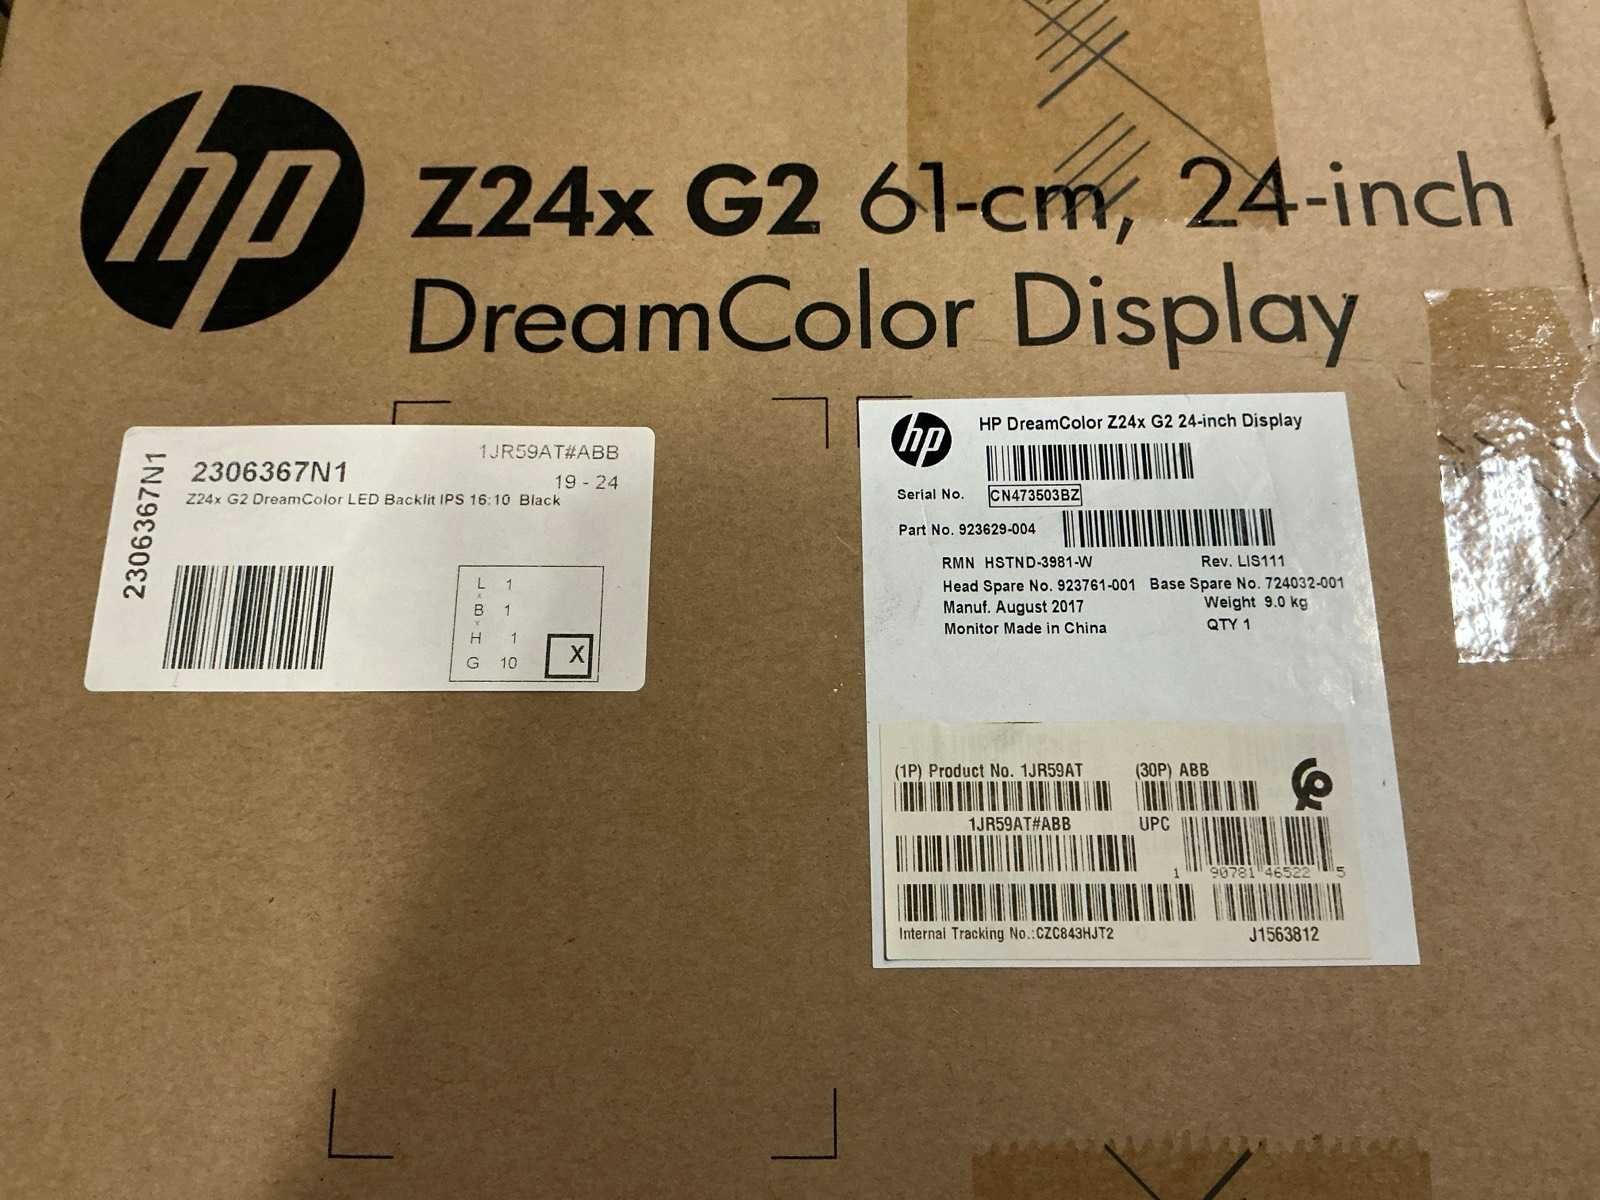 hp
Z24x G2 61-cm, 24-inch
DreamColor Display
2306367N1
2306367N1
1JR59AT#ABB
19 - 24
Z24x G2 DreamColor LED Backlit IPS 16:10 Black
L 1
x
B 1
x
H 1
G 10
X
hp
HP DreamColor Z24x G2 24-inch Display
Serial No. CN473503BZ
Part No. 923629-004
RMN HSTND-3981-W Rev. LIS111
Head Spare No. 923761-001 Base Spare No. 724032-001
Manuf. August 2017 Weight 9.0 kg
Monitor Made in China QTY 1
(1P) Product No. 1JR59AT (30P) ABB
1JR59AT#ABB UPC
1 90781 46522 5
Internal Tracking No.:CZC843HJT2 J1563812